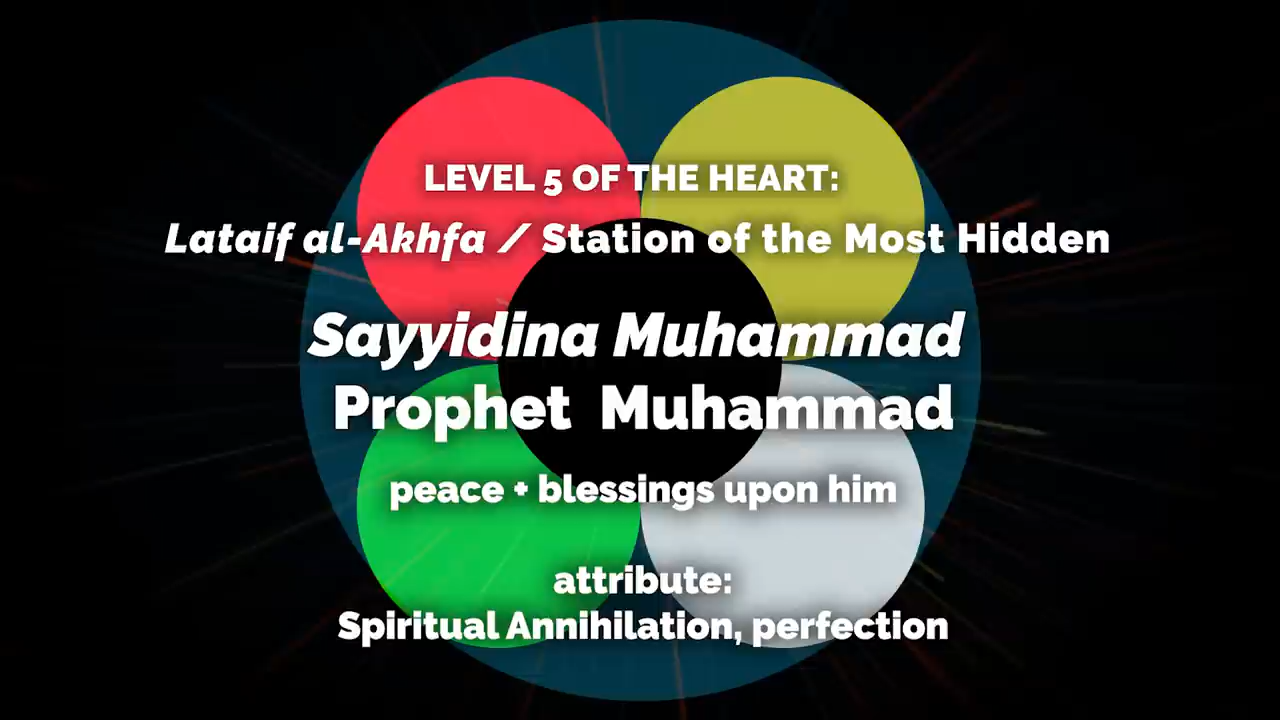 LEVEL 5 OF THE HEART:
Lataif al-Akhfa / Station of the Most Hidden
Sayyidina Muhammad
Prophet Muhammad
peace + blessings upon him
attribute:
Spiritual Annihilation, perfection